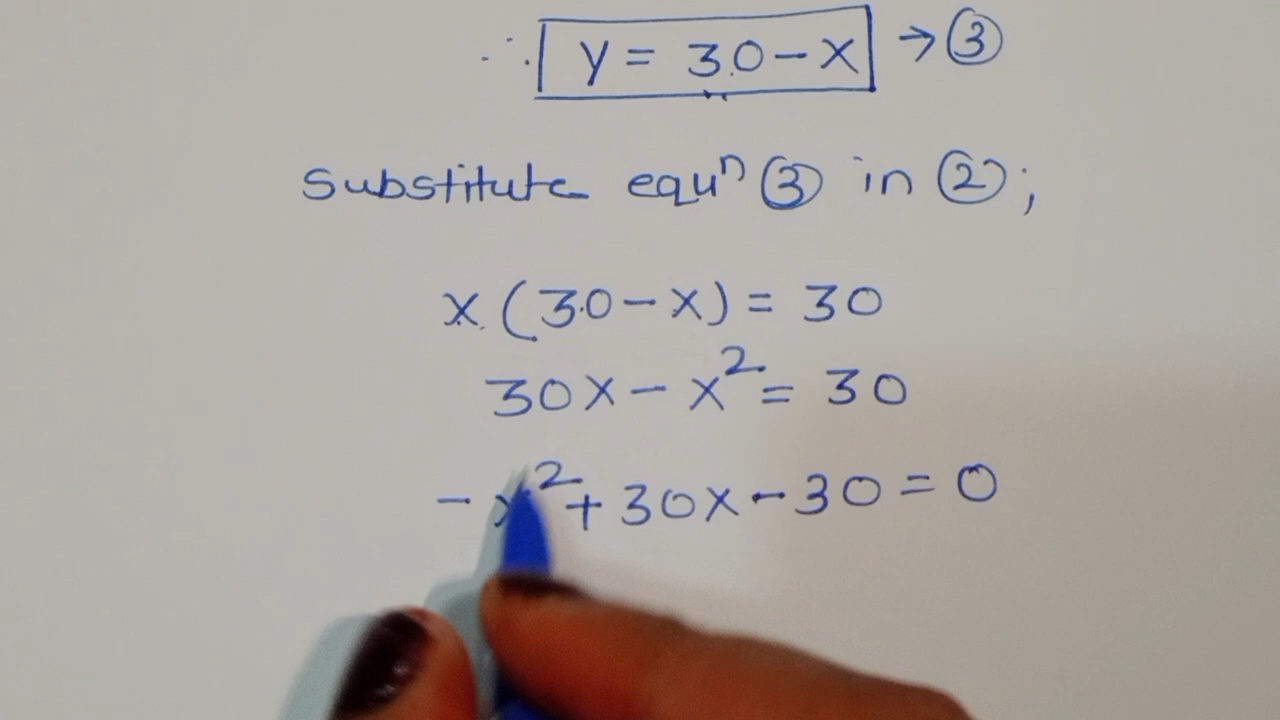 ∴ y = 30 - x → ③
Substitute equⁿ ③ in ② ;
x (30 - x) = 30
30x - x² = 30
- x² + 30x - 30 = 0